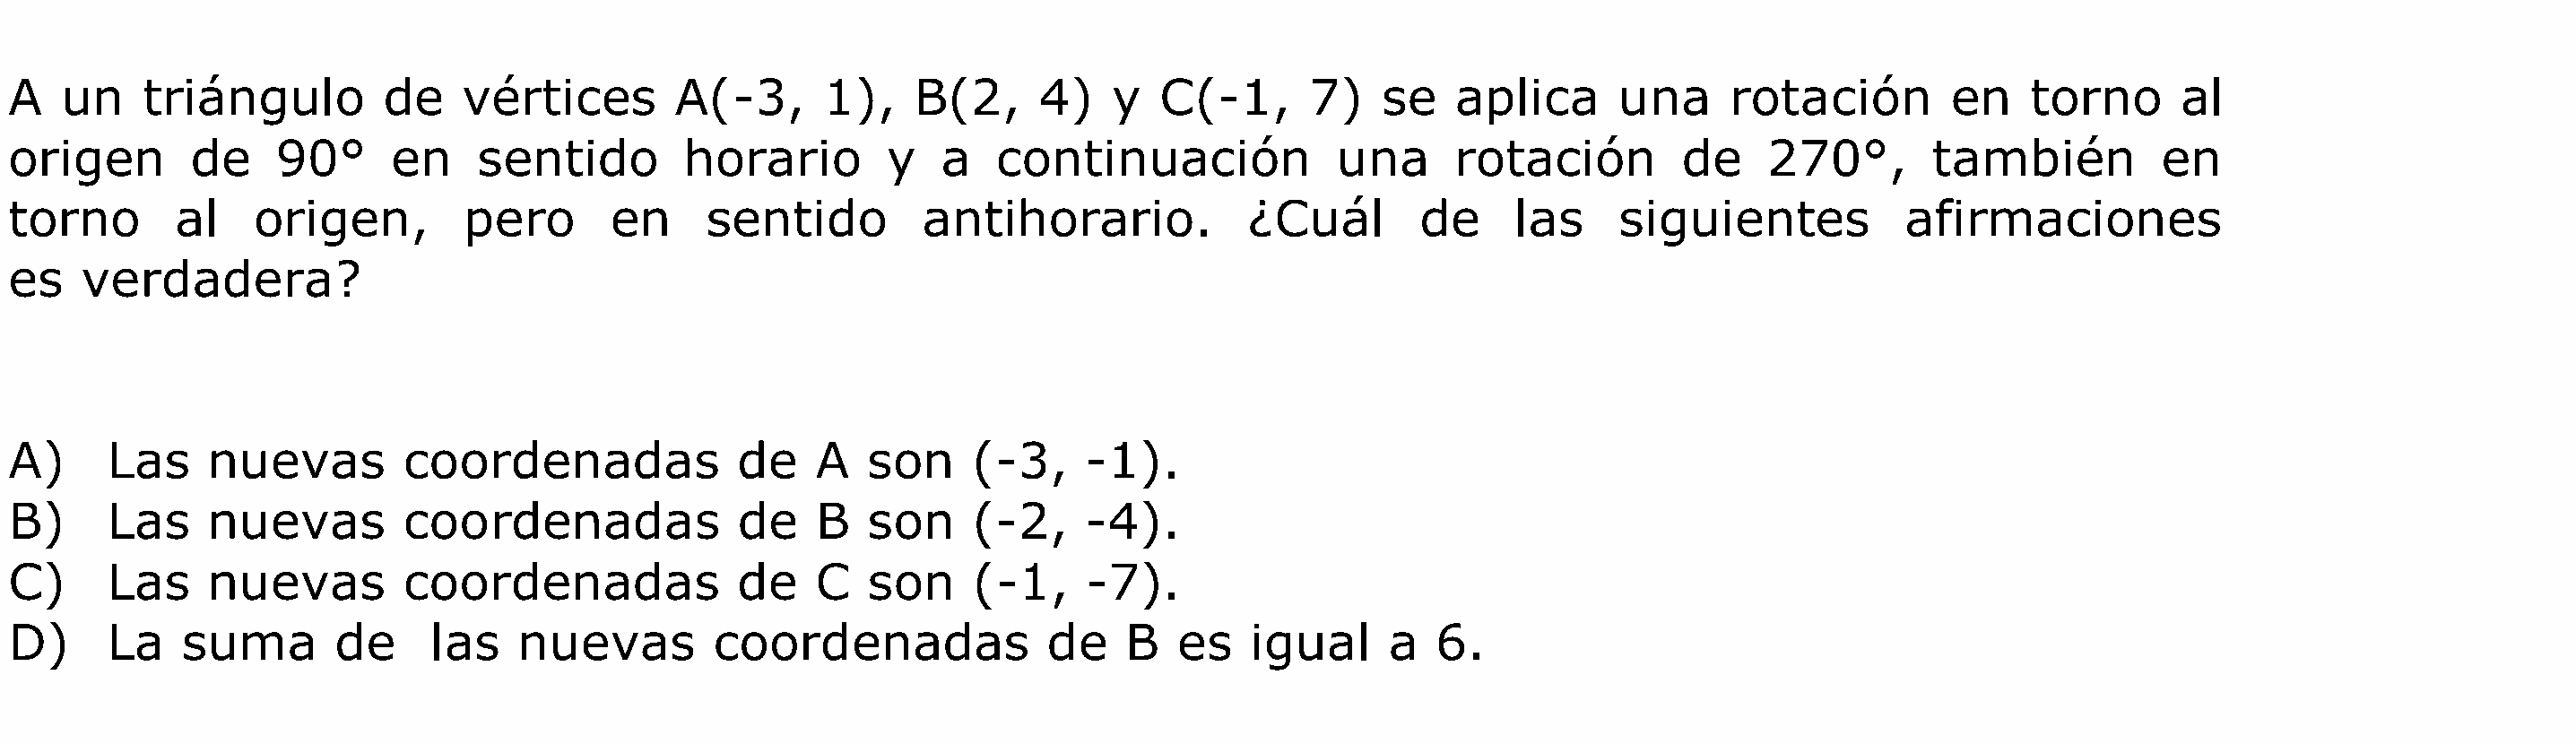 A un triángulo de vértices A(-3, 1), B(2, 4) y C(-1, 7) se aplica una rotación en torno al
origen de 90º en sentido horario y a continuación una rotación de 270º, también en
torno al origen, pero en sentido antihorario. ¿Cuál de las siguientes afirmaciones
es verdadera?
A) Las nuevas coordenadas de A son (-3, -1).
B) Las nuevas coordenadas de B son (-2, -4).
C) Las nuevas coordenadas de C son (-1, -7).
D) La suma de las nuevas coordenadas de B es igual a 6.